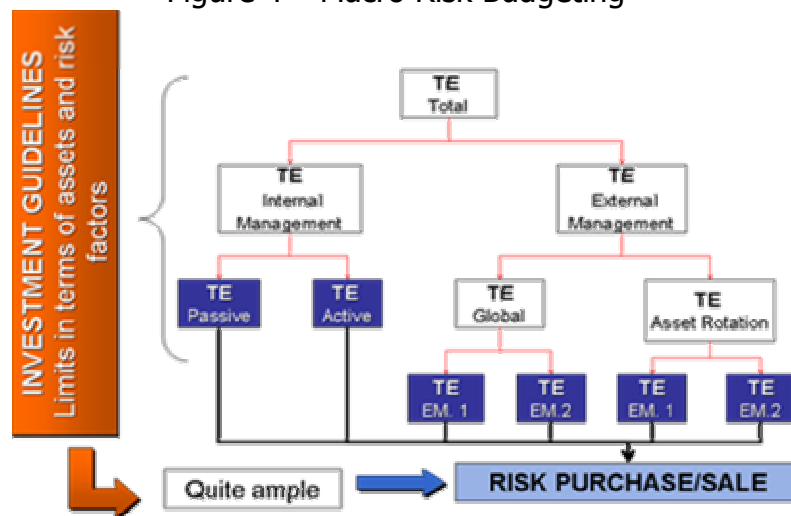 Figure 4 – Macro Risk Budgeting
INVESTMENT GUIDELINES
Limits in terms of assets and risk
factors
TE
Total
TE
Internal
Management
TE
External
Management
TE
Passive
TE
Active
TE
Global
TE
Asset Rotation
TE
EM. 1
TE
EM.2
TE
EM. 1
TE
EM.2
Quite ample
RISK PURCHASE/SALE